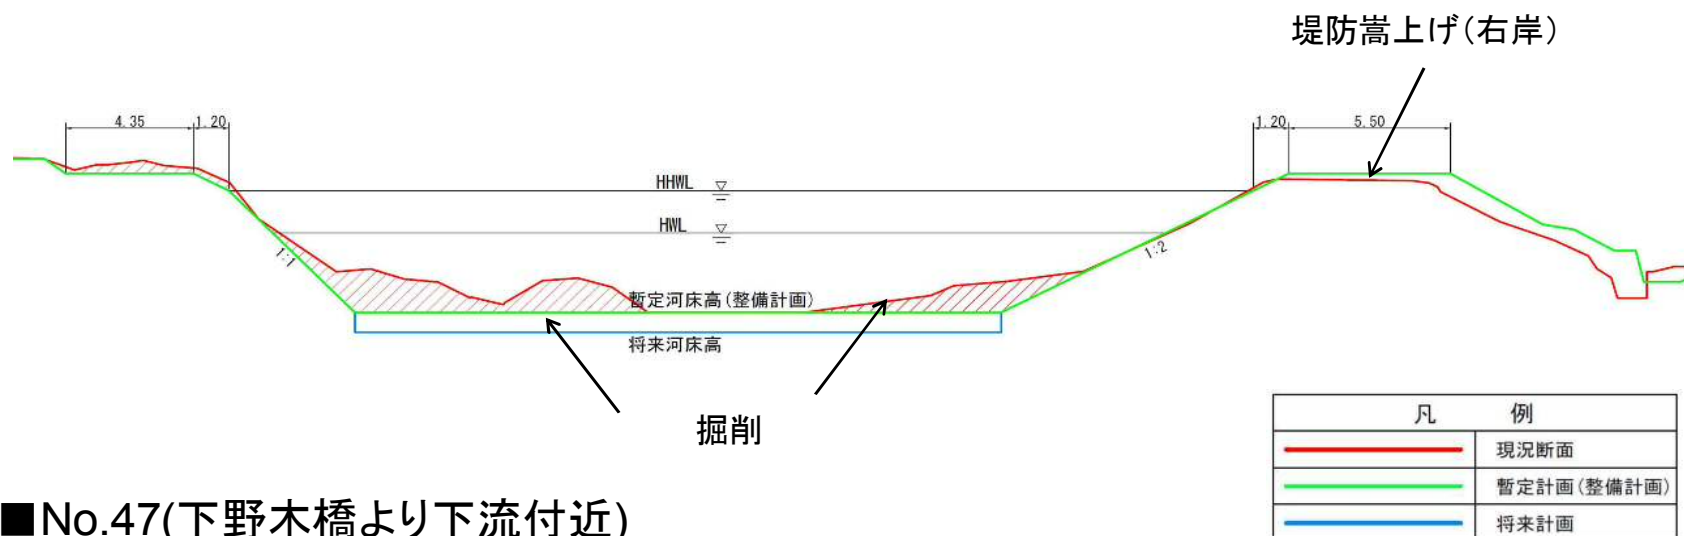 堤防嵩上げ(右岸)
4.35
1.20
1.20
5.50
HHWL
HWL
1:1
1:2
暫定河床高(整備計画)
将来河床高
掘削
凡 例
現況断面
暫定計画(整備計画)
将来計画
■No.47(下野木橋より下流付近)